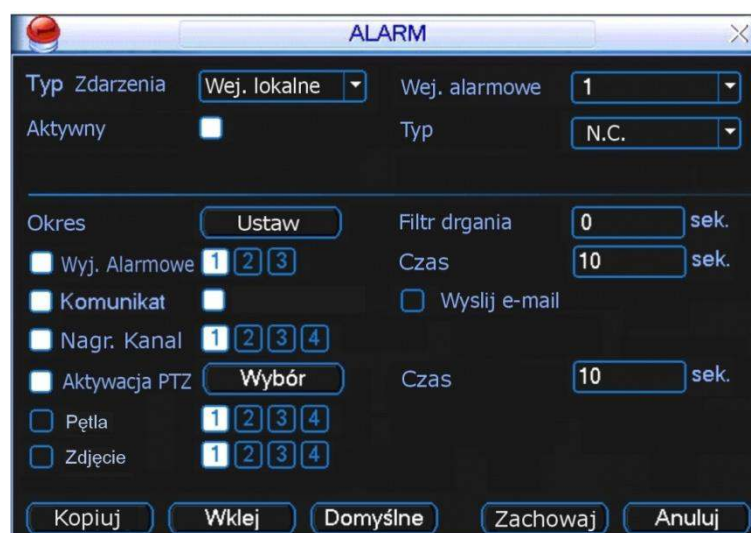 ALARM
Typ Zdarzenia Wej. lokalne Wej. alarmowe 1
Aktywny Typ N.C.
Okres Ustaw Filtr drgania 0 sek.
Wyj. Alarmowe 1 2 3 Czas 10 sek.
Komunikat Wyslij e-mail
Nagr. Kanal 1 2 3 4
Aktywacja PTZ Wybór Czas 10 sek.
Pętla 1 2 3 4
Zdjęcie 1 2 3 4
Kopiuj Wklej Domyślne Zachowaj Anuluj